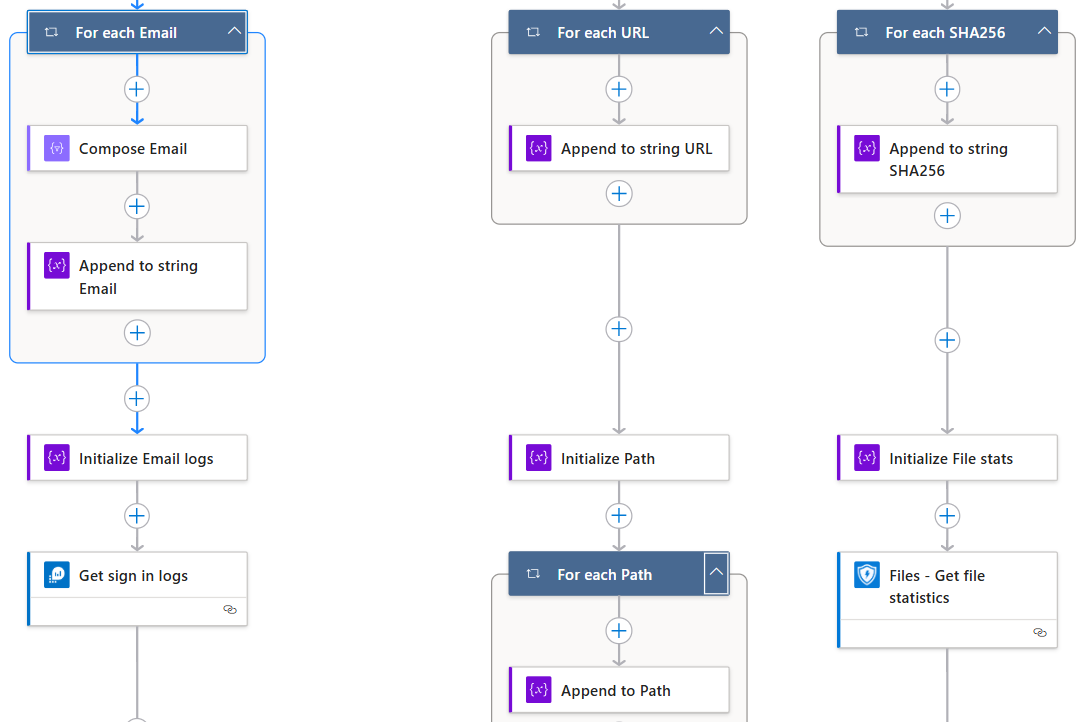 For each Email
Compose Email
Append to string
Email
Initialize Email logs
Get sign in logs
For each URL
Append to string URL
Initialize Path
For each Path
Append to Path
For each SHA256
Append to string
SHA256
Initialize File stats
Files - Get file
statistics